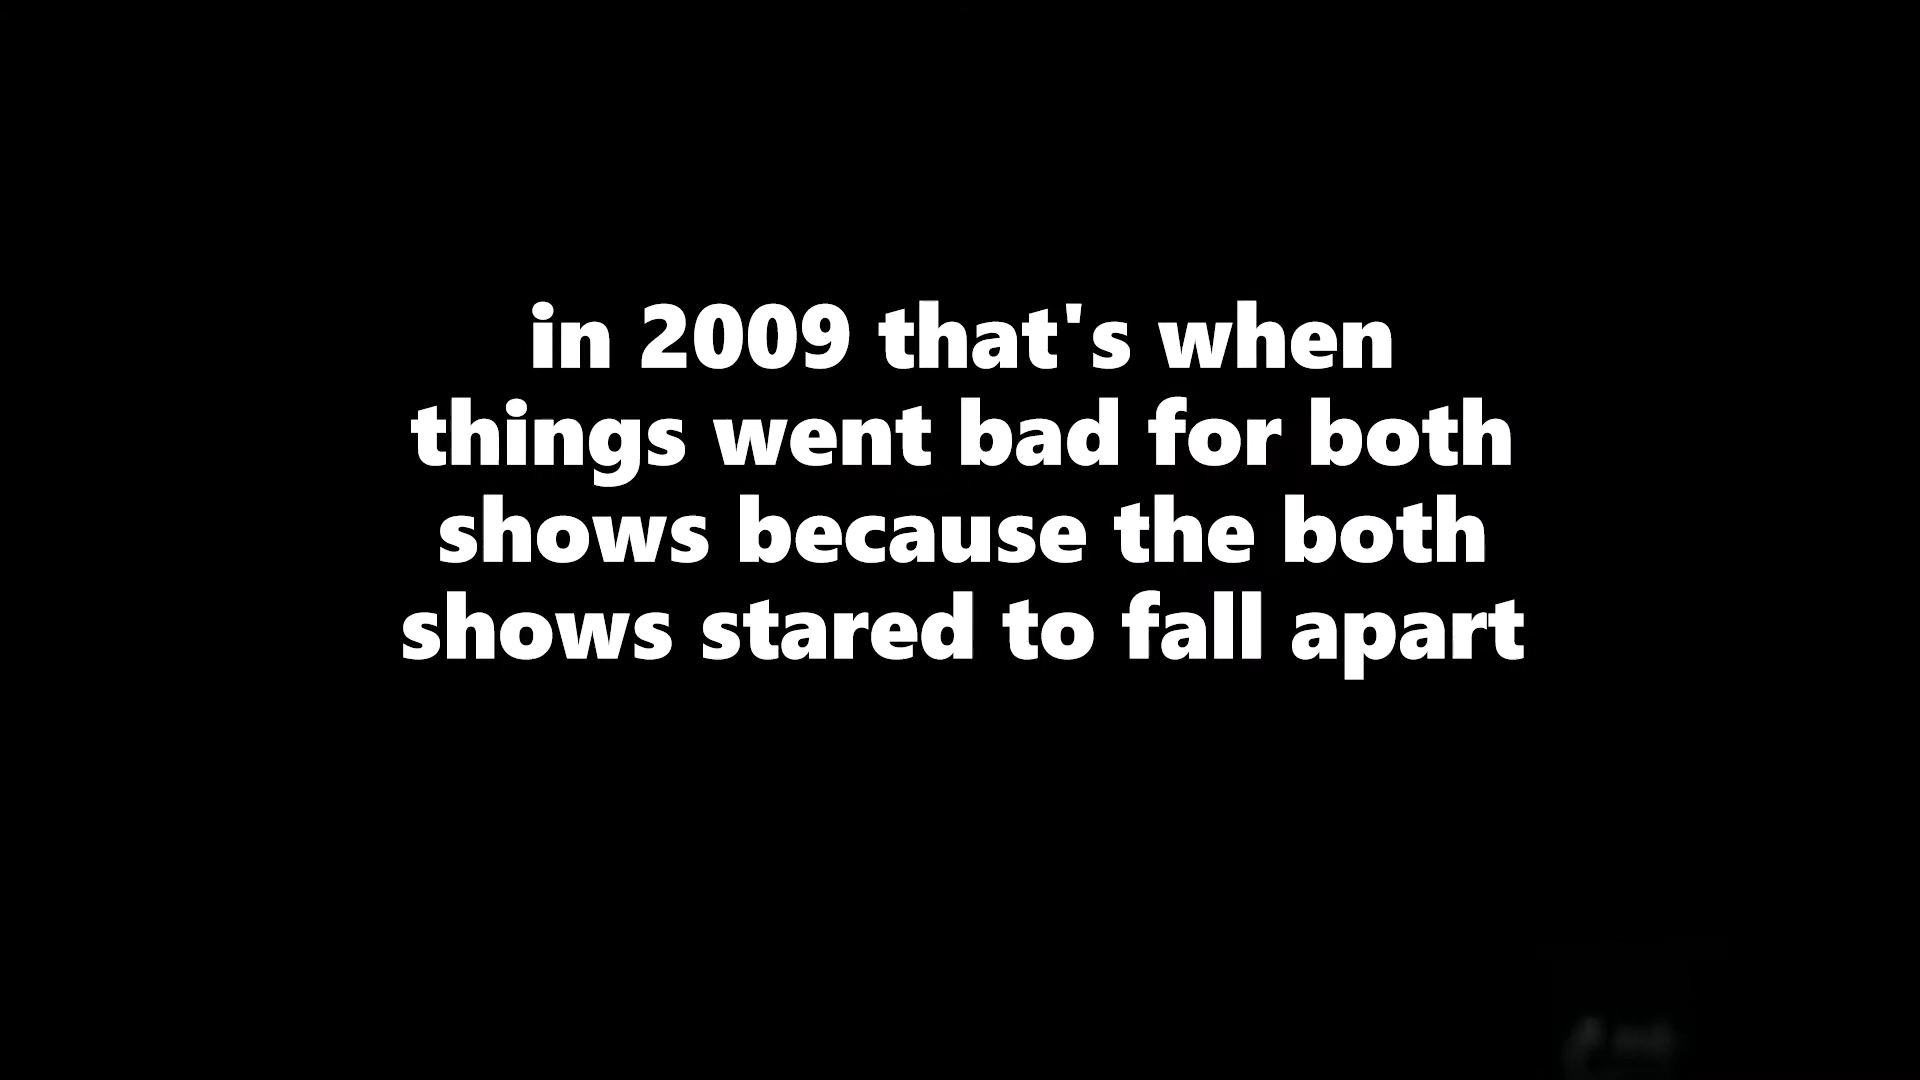 in 2009 that's when
things went bad for both
shows because the both
shows stared to fall apart